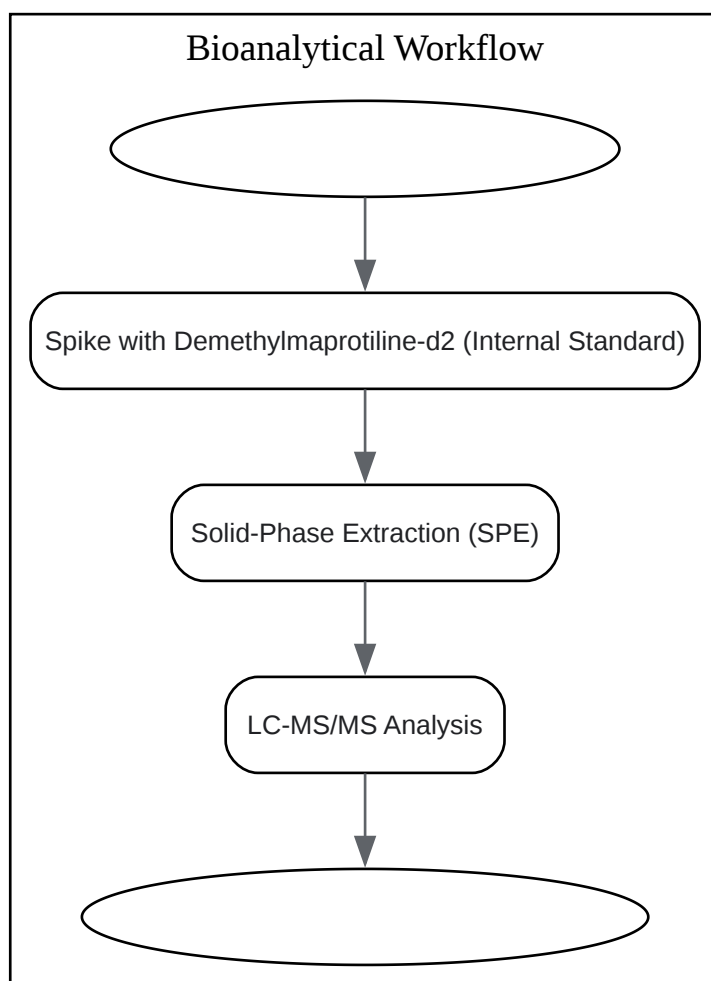 Bioanalytical Workflow
Spike with Demethylmaprotiline-d2 (Internal Standard)
Solid-Phase Extraction (SPE)
LC-MS/MS Analysis